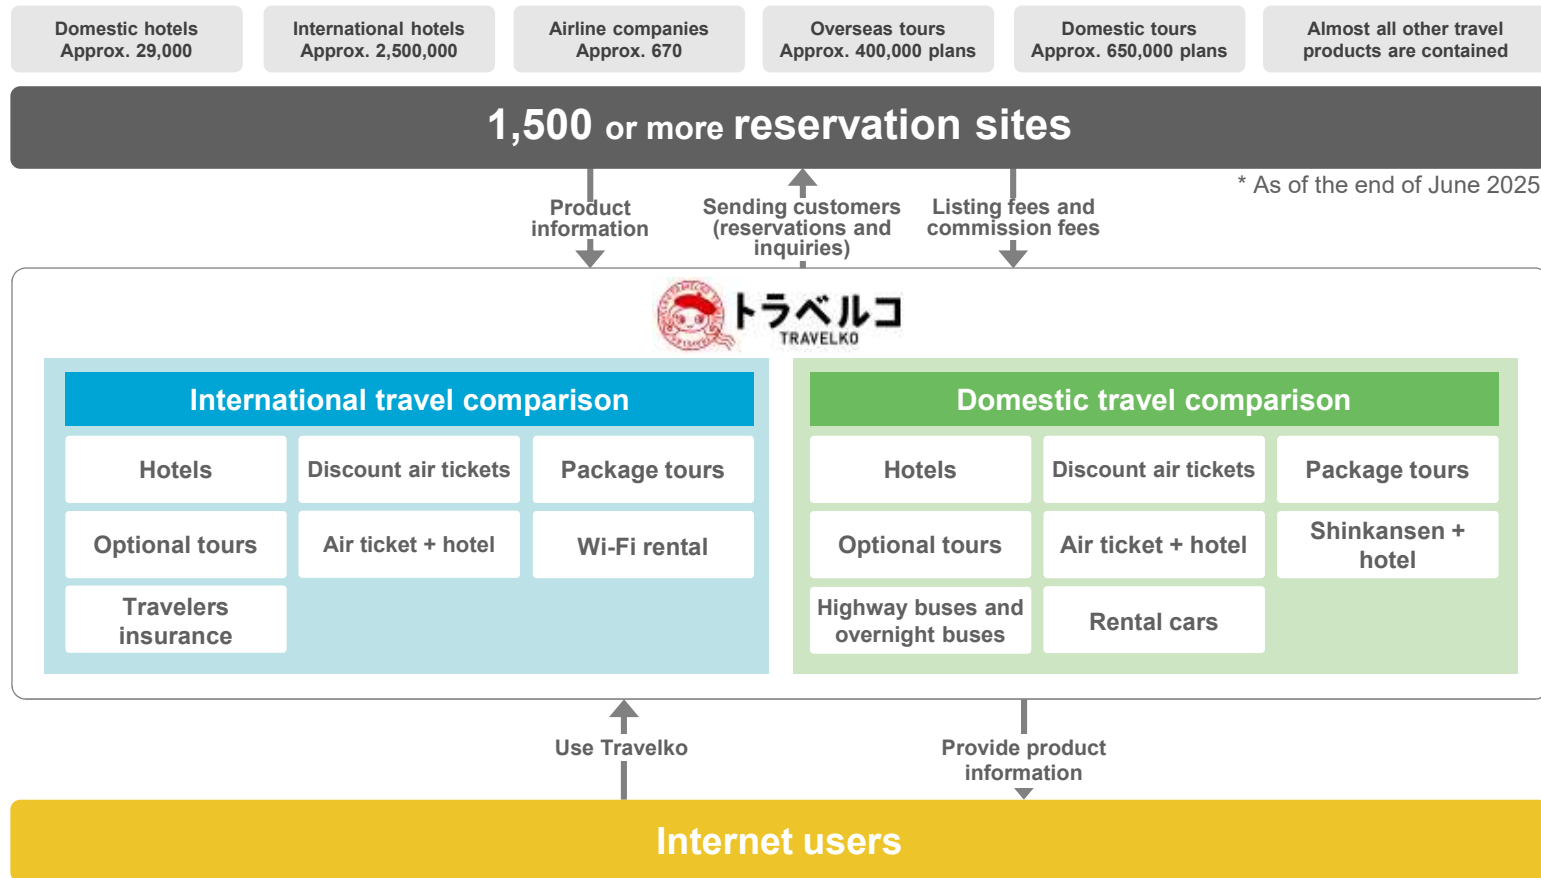 Domestic hotels
Approx. 29,000
International hotels
Approx. 2,500,000
Airline companies
Approx. 670
Overseas tours
Approx. 400,000 plans
Domestic tours
Approx. 650,000 plans
Almost all other travel
products are contained
1,500 or more reservation sites
* As of the end of June 2025
Product
information
Sending customers
(reservations and
inquiries)
Listing fees and
commission fees
トラベルコ
TRAVELKO
International travel comparison
Hotels
Discount air tickets
Package tours
Optional tours
Air ticket + hotel
Wi-Fi rental
Travelers
insurance
Domestic travel comparison
Hotels
Discount air tickets
Package tours
Optional tours
Air ticket + hotel
Shinkansen +
hotel
Highway buses and
overnight buses
Rental cars
Use Travelko
Provide product
information
Internet users